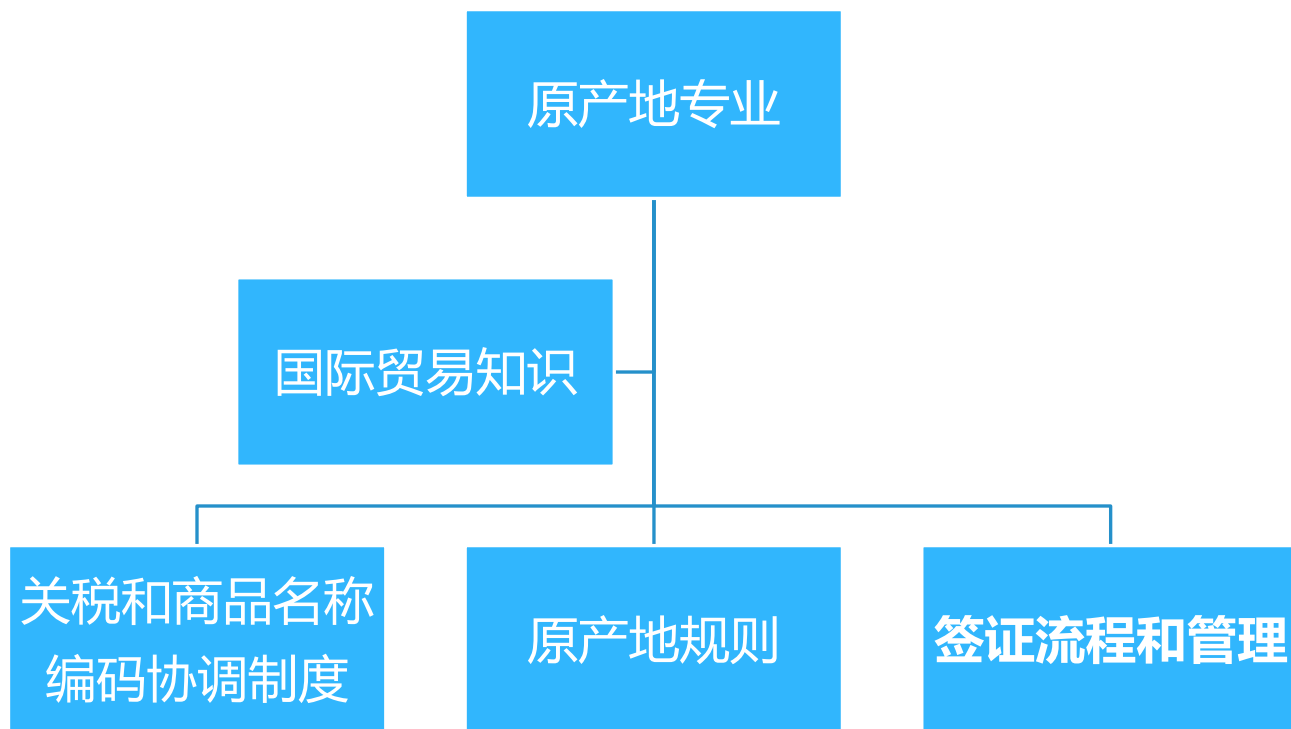 原产地专业
国际贸易知识
关税和商品名称
编码协调制度
原产地规则
签证流程和管理